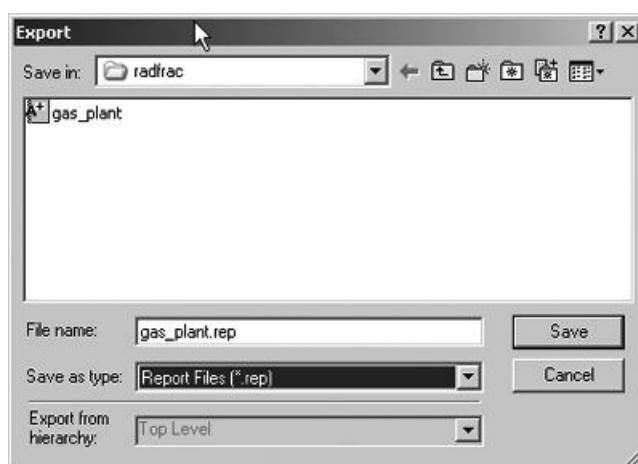 Export
Save in: radfrac
gas_plant
File name: gas_plant.rep
Save
Save as type: Report Files (*.rep)
Cancel
Export from
hierarchy: Top Level